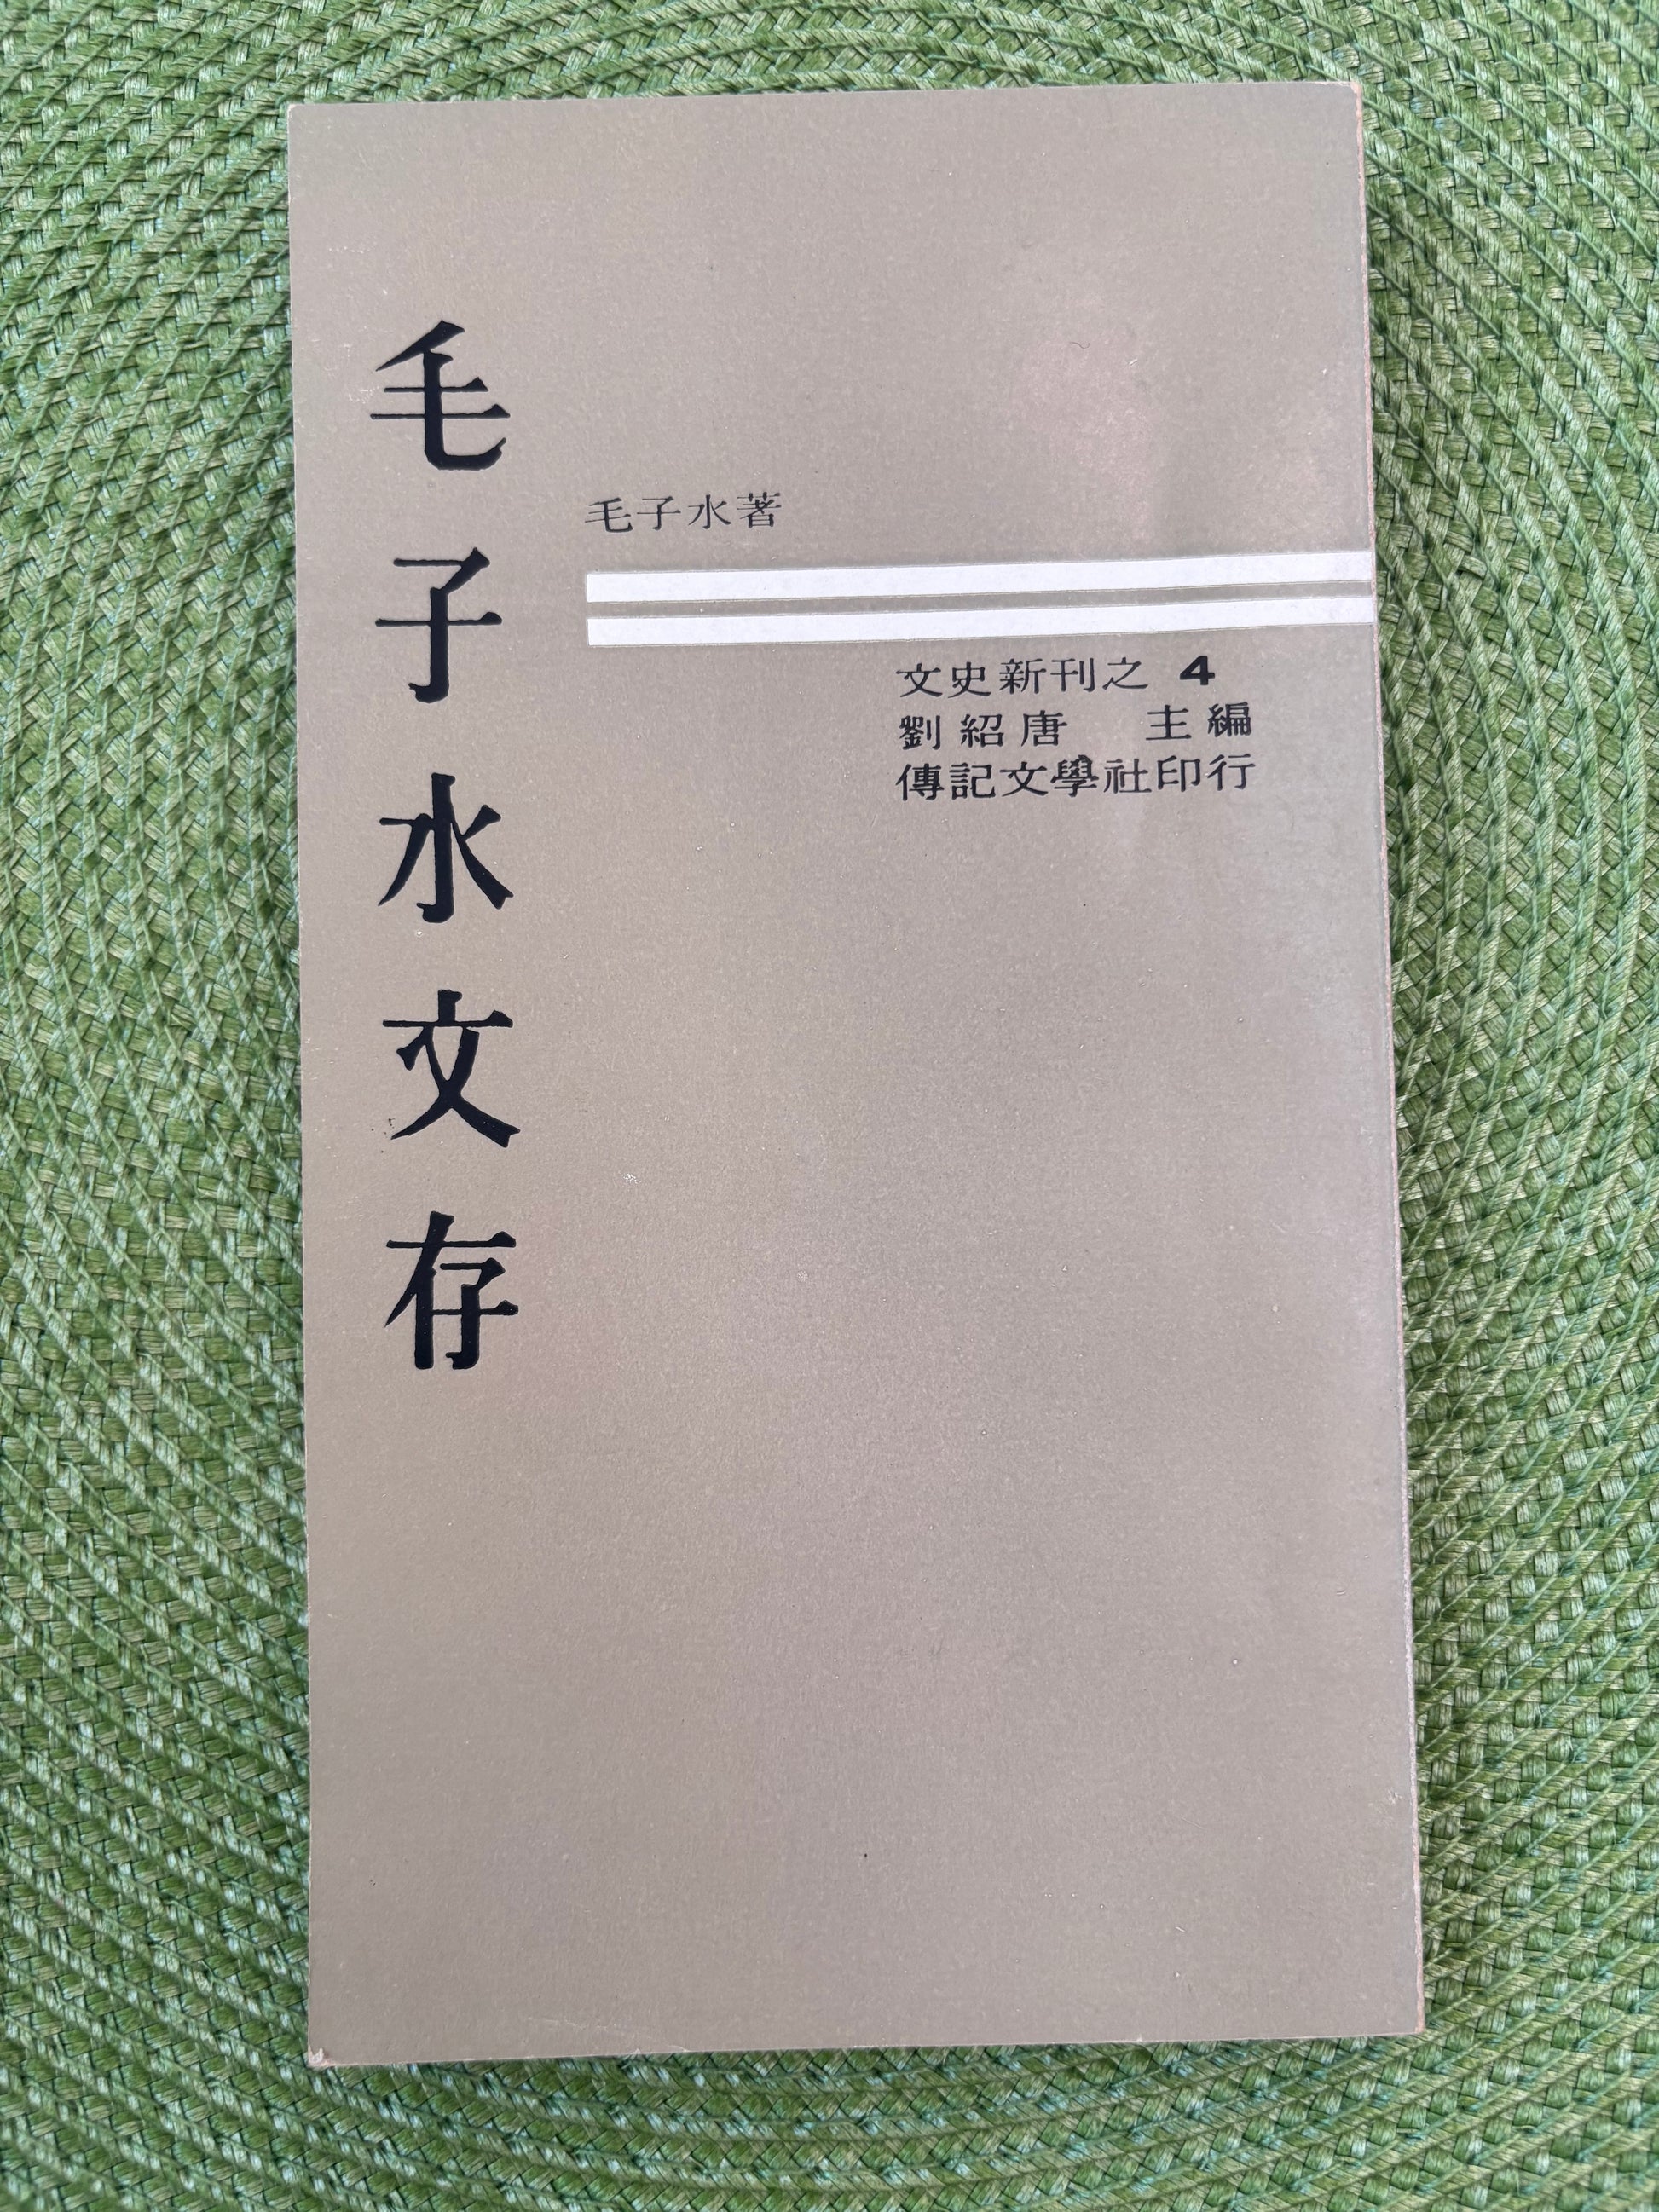 毛子水文存
毛子水著
文史新刊之 4
劉紹唐 主編
傳記文學社印行